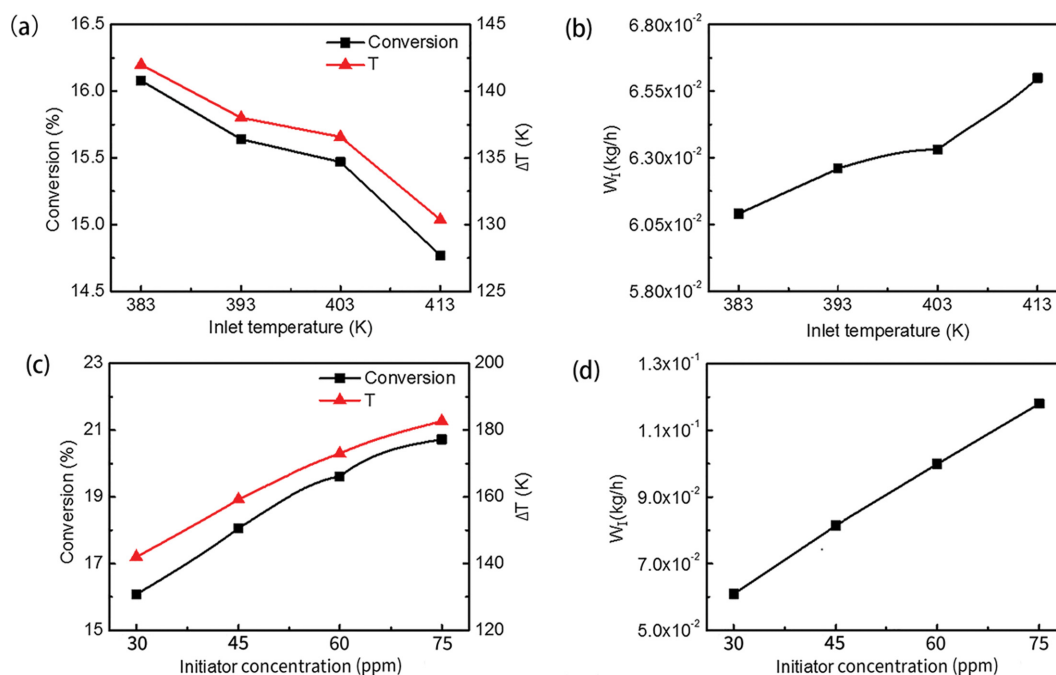 (a)
16.5
16.0
15.5
15.0
14.5
Conversion (%)
145
140
135
130
125
ΔT (K)
Conversion
T
383 393 403 413
Inlet temperature (K)
(b)
6.80x10⁻²
6.55x10⁻²
6.30x10⁻²
6.05x10⁻²
5.80x10⁻²
W_I(kg/h)
383 393 403 413
Inlet temperature (K)
(c)
23
21
19
17
15
Conversion (%)
200
180
160
140
120
ΔT (K)
Conversion
T
30 45 60 75
Initiator concentration (ppm)
(d)
1.3x10⁻¹
1.1x10⁻¹
9.0x10⁻²
7.0x10⁻²
5.0x10⁻²
W_I(kg/h)
30 45 60 75
Initiator concentration (ppm)